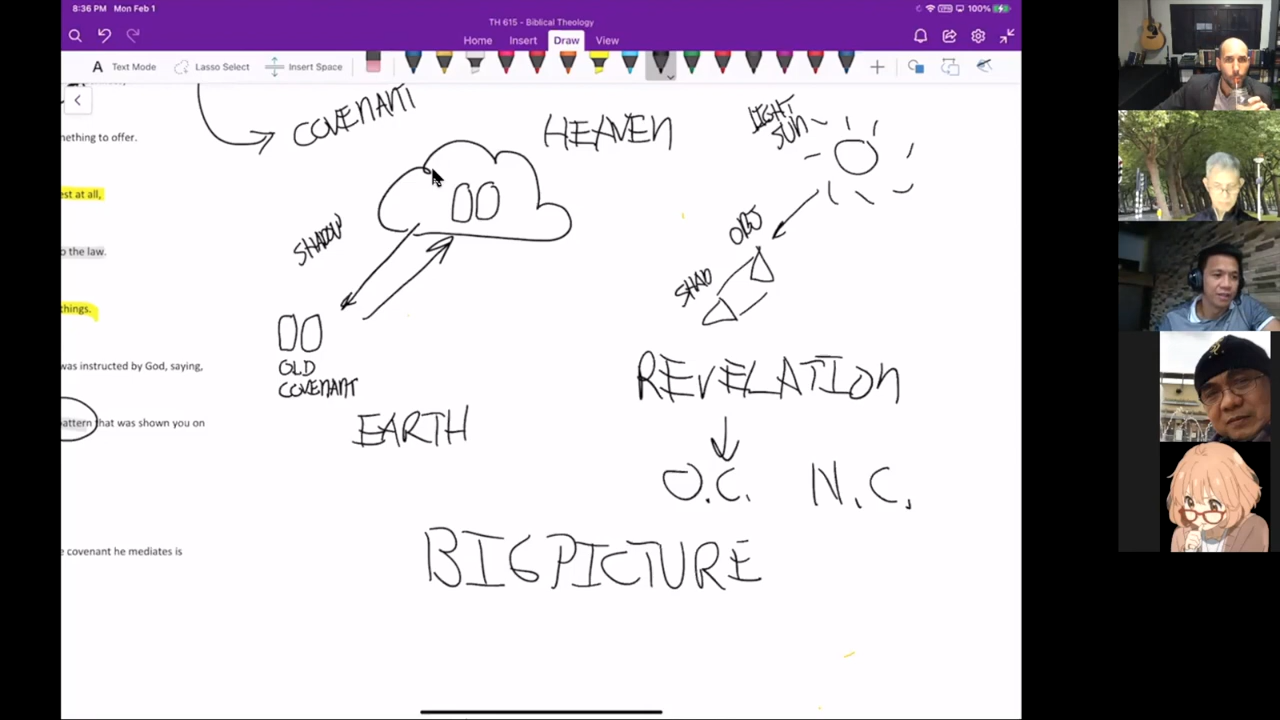 8:36 PM Mon Feb 1
100%
TH 615 - Biblical Theology
Home Insert Draw View
A Text Mode Lasso Select Insert Space
COVENANT
HEAVEN
LIGHT
SUN
nething to offer.
est at all,
SHADOW
OBJ
o the law.
SHAD
things.
OLD
COVENANT
was instructed by God, saying,
REVELATION
pattern that was shown you on
EARTH
O.C. N.C.
e covenant he mediates is
BIG PICTURE